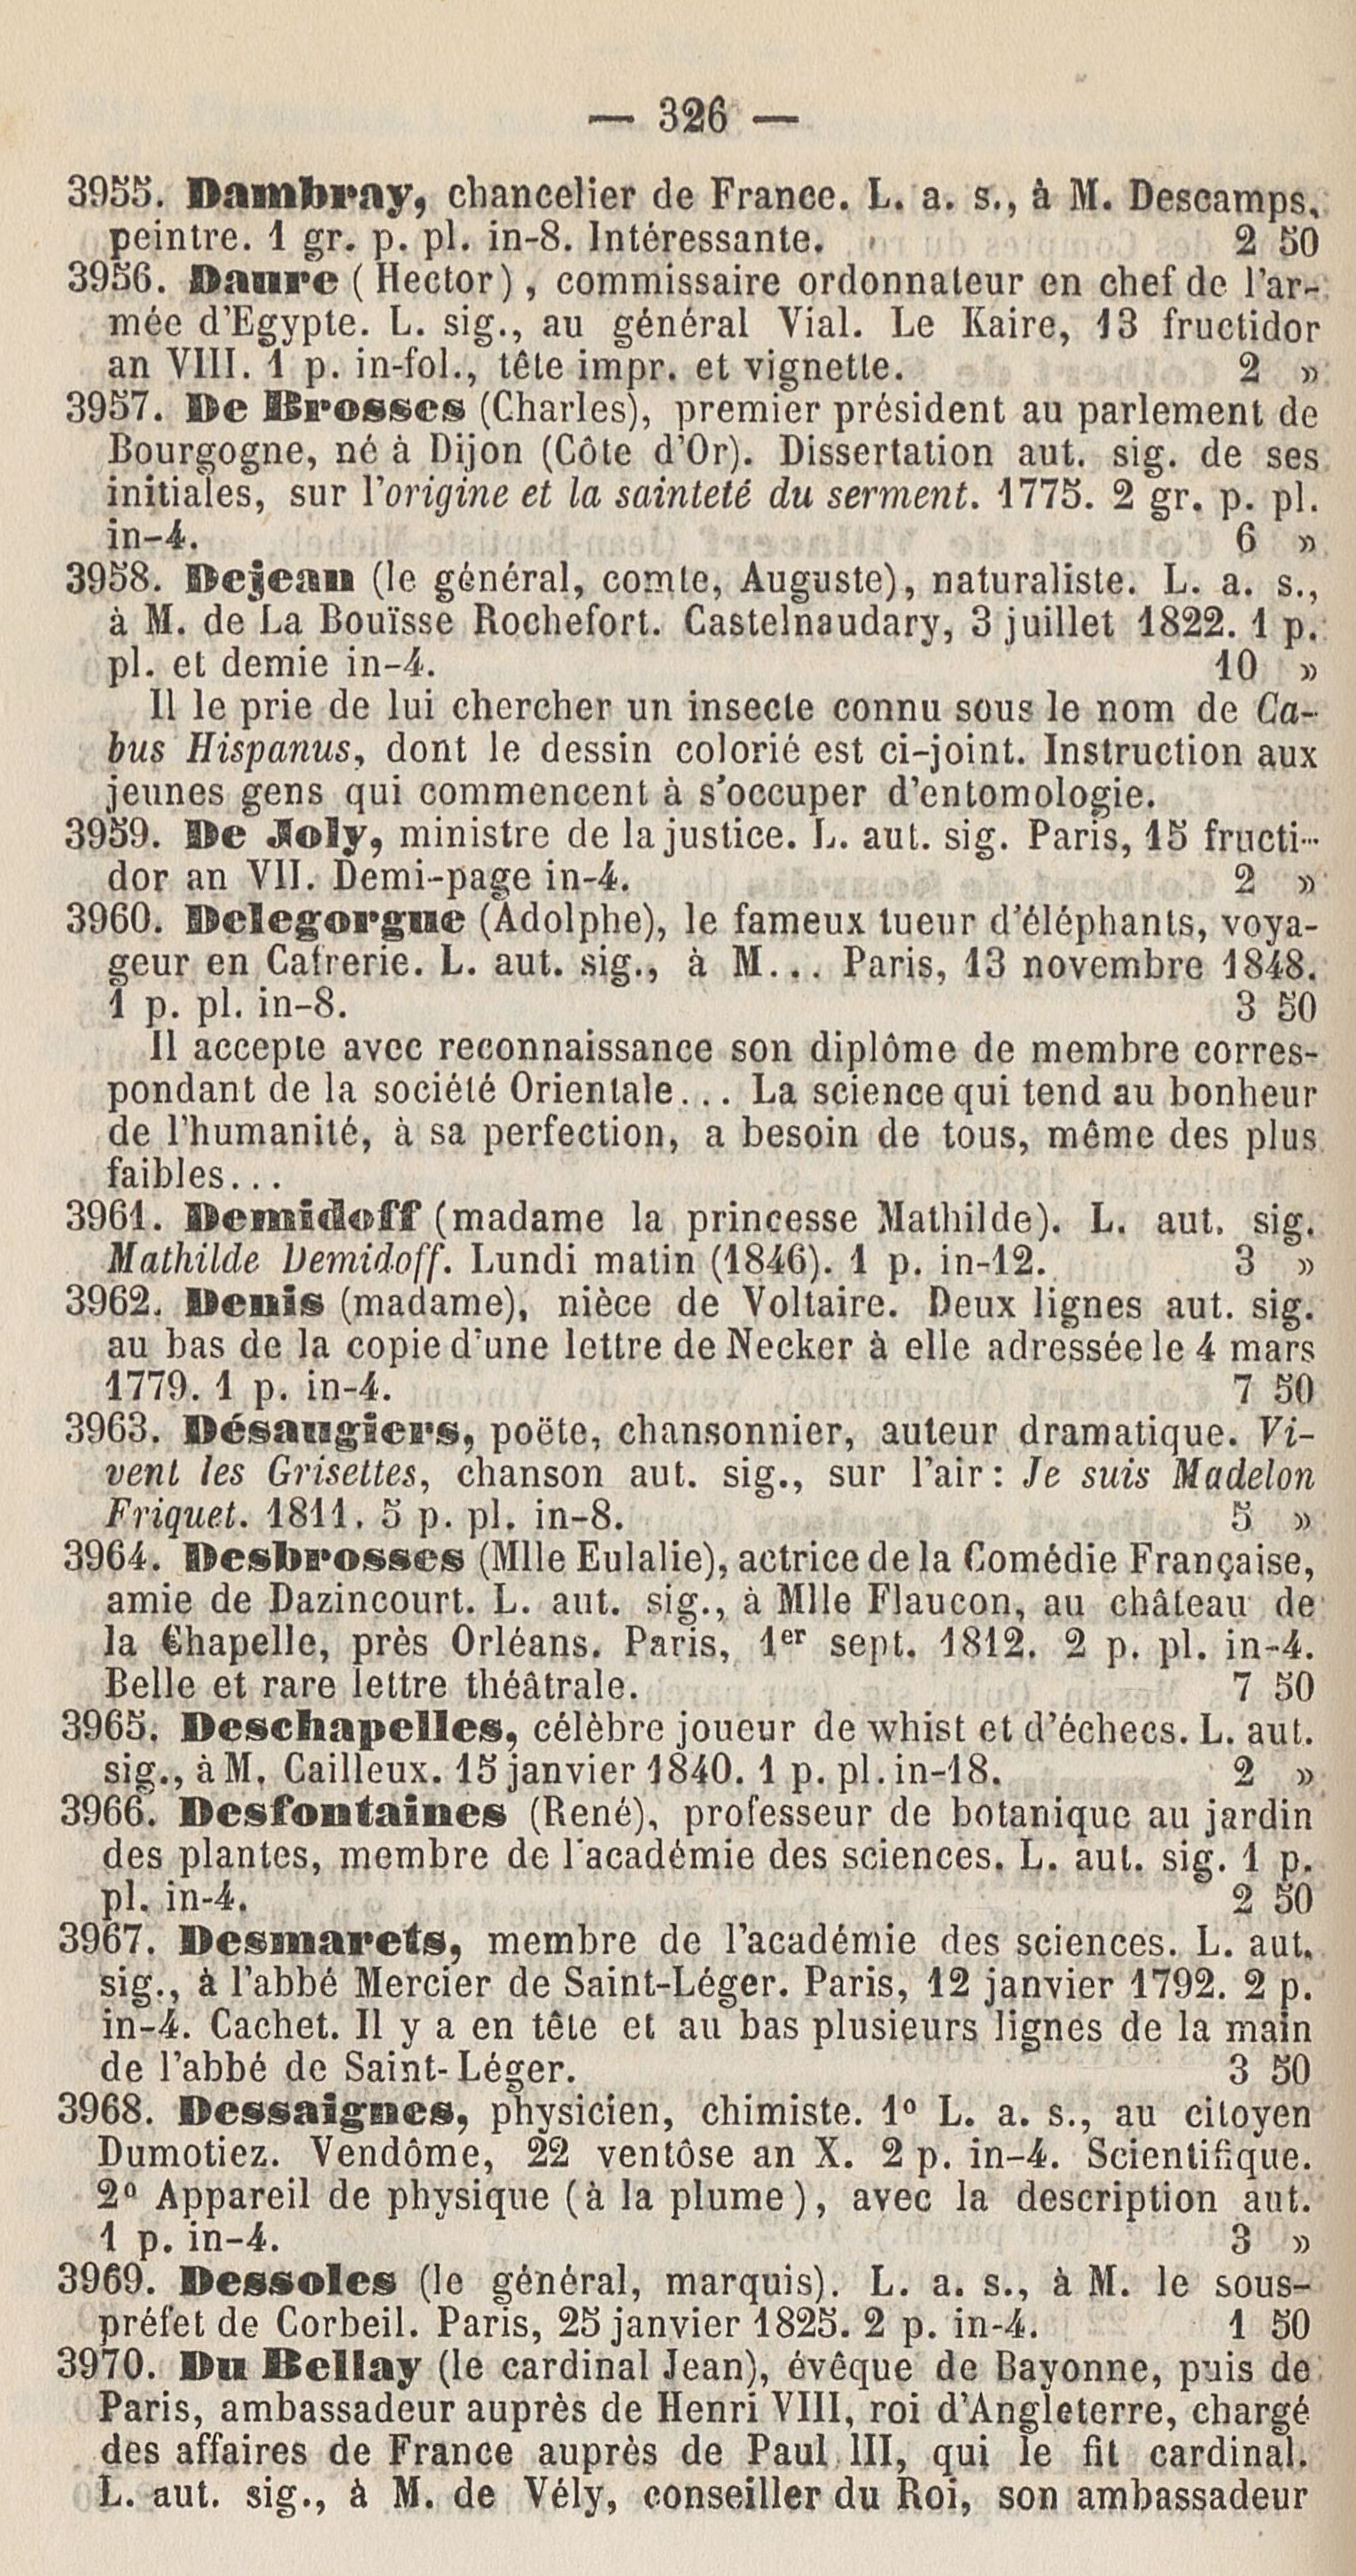 — 326 —
3955. Dambray, chancelier de France. L. a. s., à M. Descamps,
peintre. 1 gr. p. pl. in-8. Intéressante. 2 50
3956. Daure (Hector), commissaire ordonnateur en chef de l'ar-
mée d'Egypte. L. sig., au général Vial. Le Kaire, 13 fructidor
an VIII. 1 p. in-fol., tête impr. et vignette. 2 »
3957. De Brosses (Charles), premier président au parlement de
Bourgogne, né à Dijon (Côte d'Or). Dissertation aut. sig. de ses
initiales, sur l'origine et la sainteté du serment. 1775. 2 gr. p. pl.
in-4. 6 »
3958. Dejean (le général, comte, Auguste), naturaliste. L. a. s.,
à M. de La Bouïsse Rochefort. Castelnaudary, 3 juillet 1822. 1 p.
pl. et demie in-4. 10 »
Il le prie de lui chercher un insecte connu sous le nom de Ca-
bus Hispanus, dont le dessin colorié est ci-joint. Instruction aux
jeunes gens qui commencent à s'occuper d'entomologie.
3959. De Joly, ministre de la justice. L. aut. sig. Paris, 15 fructi-
dor an VII. Demi-page in-4. 2 »
3960. Delegorgue (Adolphe), le fameux tueur d'éléphants, voya-
geur en Cafrerie. L. aut. sig., à M... Paris, 13 novembre 1848.
1 p. pl. in-8. 3 50
Il accepte avec reconnaissance son diplôme de membre corres-
pondant de la société Orientale... La science qui tend au bonheur
de l'humanité, à sa perfection, a besoin de tous, même des plus
faibles...
3961. Demidoff (madame la princesse Mathilde). L. aut. sig.
Mathilde Demidoff. Lundi matin (1846). 1 p. in-12. 3 »
3962. Denis (madame), nièce de Voltaire. Deux lignes aut. sig.
au bas de la copie d'une lettre de Necker à elle adressée le 4 mars
1779. 1 p. in-4. 7 50
3963. Désaugiers, poëte, chansonnier, auteur dramatique. Vi-
vent les Grisettes, chanson aut. sig., sur l'air : Je suis Madelon
Friquet. 1811. 5 p. pl. in-8. 5 »
3964. Desbrosses (Mlle Eulalie), actrice de la Comédie Française,
amie de Dazincourt. L. aut. sig., à Mlle Flaucon, au château de
la Chapelle, près Orléans. Paris, 1er sept. 1812. 2 p. pl. in-4.
Belle et rare lettre théâtrale. 7 50
3965. Deschapelles, célèbre joueur de whist et d'échecs. L. aut.
sig., à M. Cailleux. 15 janvier 1840. 1 p. pl. in-18. 2 »
3966. Desfontaines (René), professeur de botanique au jardin
des plantes, membre de l'académie des sciences. L. aut. sig. 1 p.
pl. in-4. 2 50
3967. Desmarets, membre de l'académie des sciences. L. aut.
sig., à l'abbé Mercier de Saint-Léger. Paris, 12 janvier 1792. 2 p.
in-4. Cachet. Il y a en tête et au bas plusieurs lignes de la main
de l'abbé de Saint-Léger. 3 50
3968. Dessaignes, physicien, chimiste. 1º L. a. s., au citoyen
Dumotiez. Vendôme, 22 ventôse an X. 2 p. in-4. Scientifique.
2º Appareil de physique (à la plume), avec la description aut.
1 p. in-4. 3 »
3969. Dessoles (le général, marquis). L. a. s., à M. le sous-
préfet de Corbeil. Paris, 25 janvier 1825. 2 p. in-4. 1 50
3970. Du Bellay (le cardinal Jean), évêque de Bayonne, puis de
Paris, ambassadeur auprès de Henri VIII, roi d'Angleterre, chargé
des affaires de France auprès de Paul III, qui le fit cardinal.
L. aut. sig., à M. de Vély, conseiller du Roi, son ambassadeur